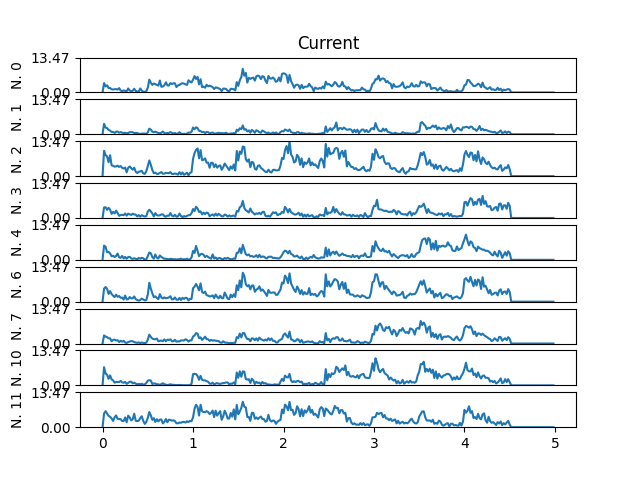 Current
13.47
0.00
N. 0
13.47
0.00
N. 1
13.47
0.00
N. 2
13.47
0.00
N. 3
13.47
0.00
N. 4
13.47
0.00
N. 6
13.47
0.00
N. 7
13.47
0.00
N. 10
13.47
0.00
N. 11
0 1 2 3 4 5